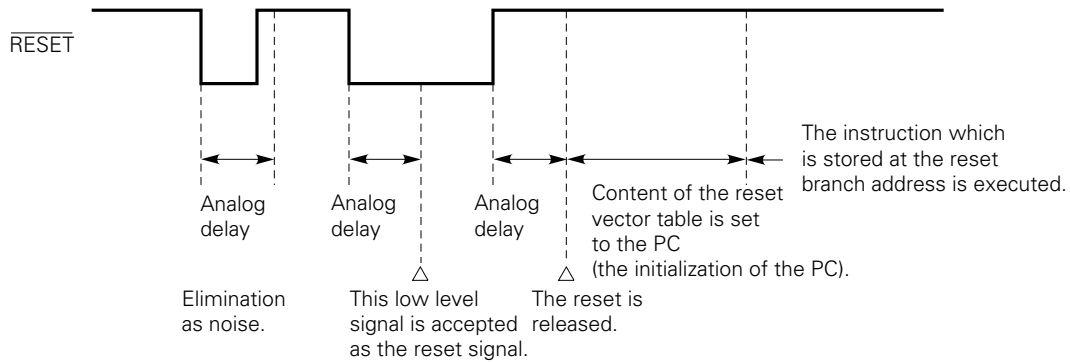 RESET
The instruction which
is stored at the reset
branch address is executed.
Analog
delay
Analog
delay
Analog
delay
Content of the reset
vector table is set
to the PC
(the initialization of the PC).
Elimination
as noise.
This low level
signal is accepted
as the reset signal.
The reset is
released.